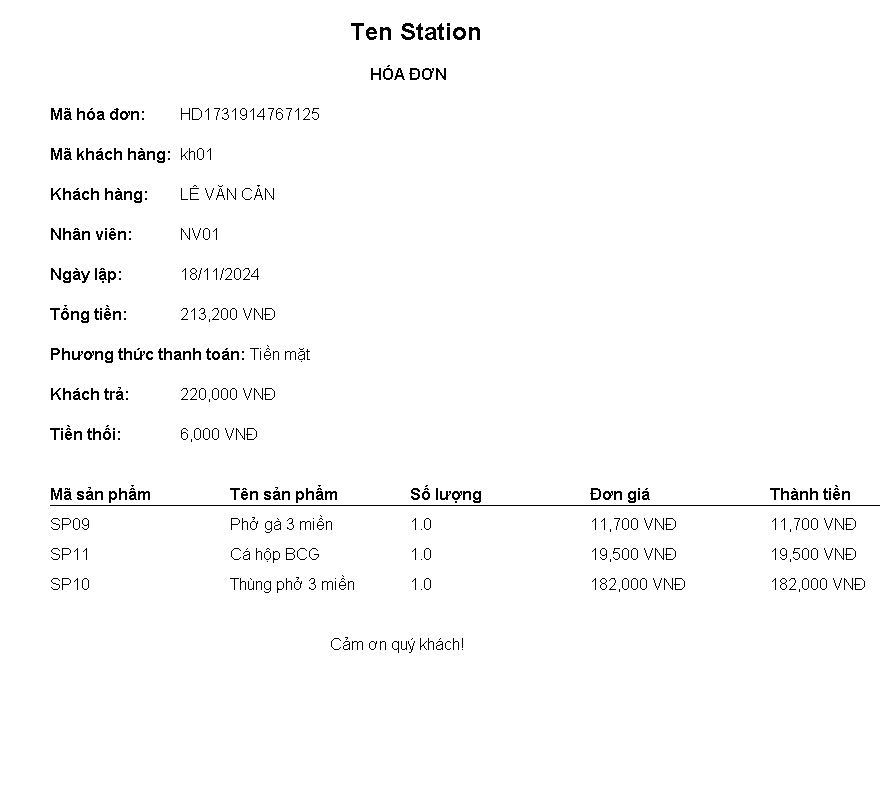 Ten Station
HÓA ĐƠN
Mã hóa đơn: HD1731914767125
Mã khách hàng: kh01
Khách hàng: LÊ VĂN CẢN
Nhân viên: NV01
Ngày lập: 18/11/2024
Tổng tiền: 213,200 VNĐ
Phương thức thanh toán: Tiền mặt
Khách trả: 220,000 VNĐ
Tiền thối: 6,000 VNĐ
Mã sản phẩm Tên sản phẩm Số lượng Đơn giá Thành tiền
SP09 Phở gà 3 miền 1.0 11,700 VNĐ 11,700 VNĐ
SP11 Cá hộp BCG 1.0 19,500 VNĐ 19,500 VNĐ
SP10 Thùng phở 3 miền 1.0 182,000 VNĐ 182,000 VNĐ
Cảm ơn quý khách!